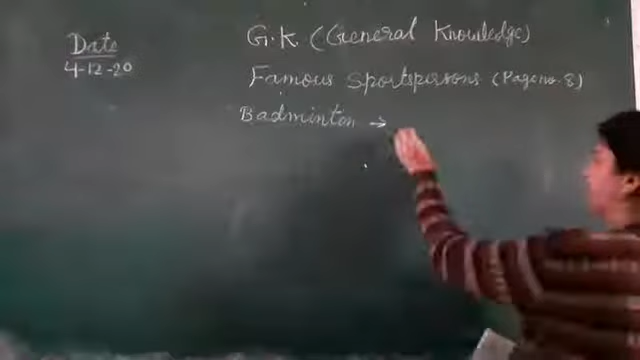 Date
4-12-20
G.K. (General Knowledge)
Famous Sportspersons (Page no. 8)
Badminton →